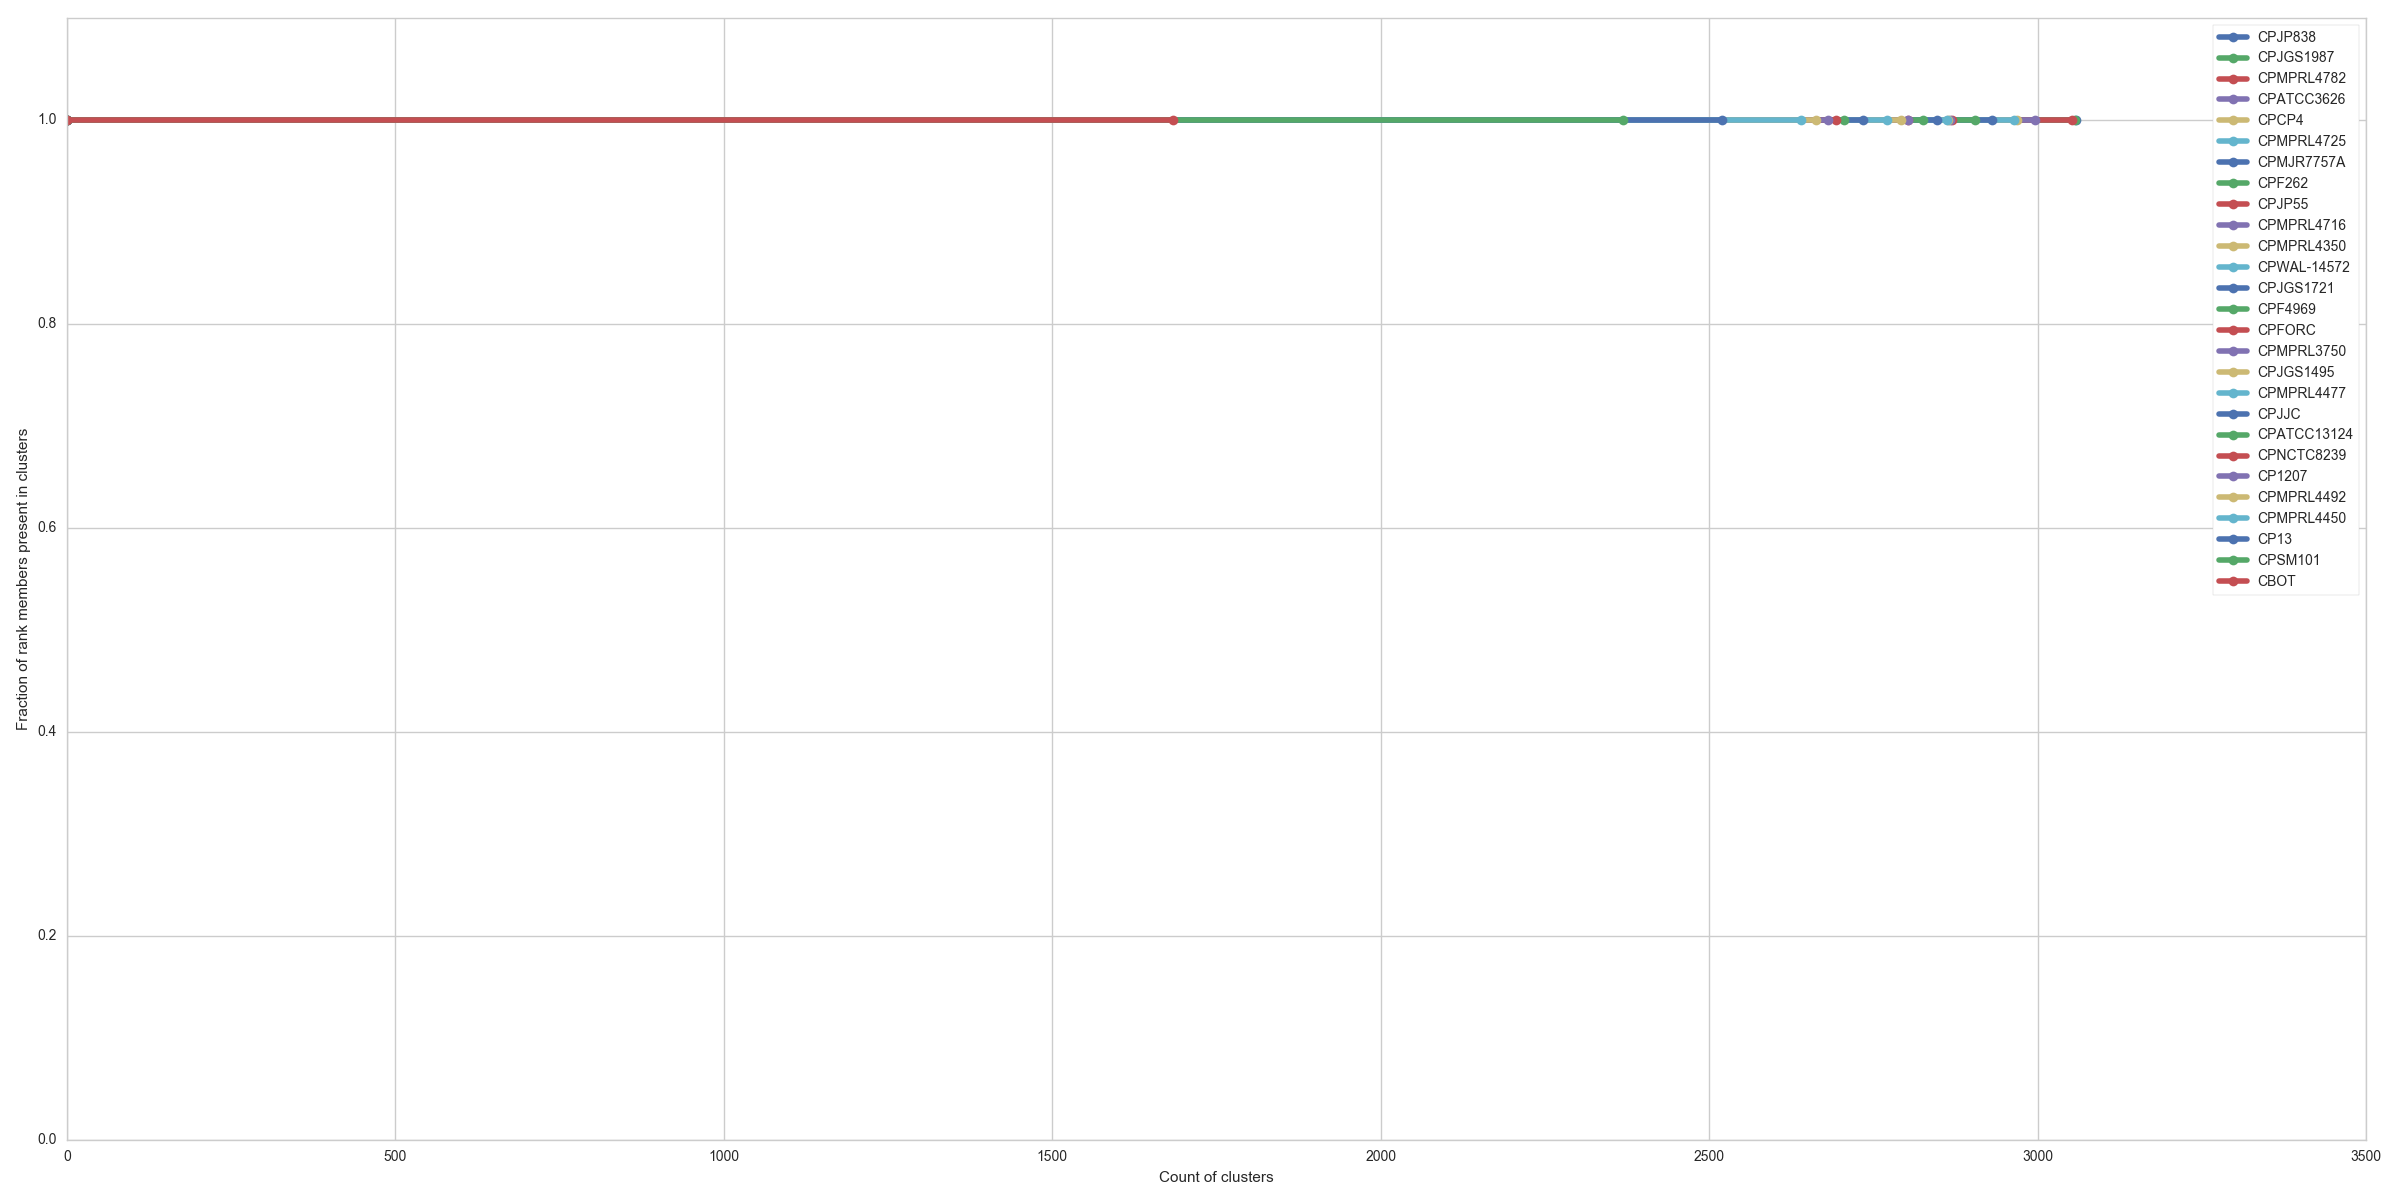 1.0
0.8
0.6
0.4
0.2
0.0
Fraction of rank members present in clusters
0 500 1000 1500 2000 2500 3000 3500
Count of clusters
CPJP838
CPJGS1987
CPMPRL4782
CPATCC3626
CPCP4
CPMPRL4725
CPMJR7757A
CPF262
CPJP55
CPMPRL4716
CPMPRL4350
CPWAL-14572
CPJGS1721
CPF4969
CPFORC
CPMPRL3750
CPJGS1495
CPMPRL4477
CPJJC
CPATCC13124
CPNCTC8239
CP1207
CPMPRL4492
CPMPRL4450
CP13
CPSM101
CBOT